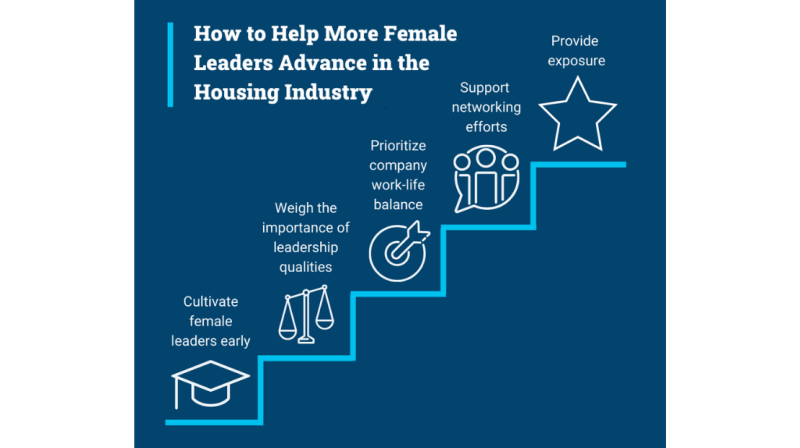 How to Help More Female
Leaders Advance in the
Housing Industry
Cultivate
female
leaders early
Weigh the
importance of
leadership
qualities
Prioritize
company
work-life
balance
Support
networking
efforts
Provide
exposure